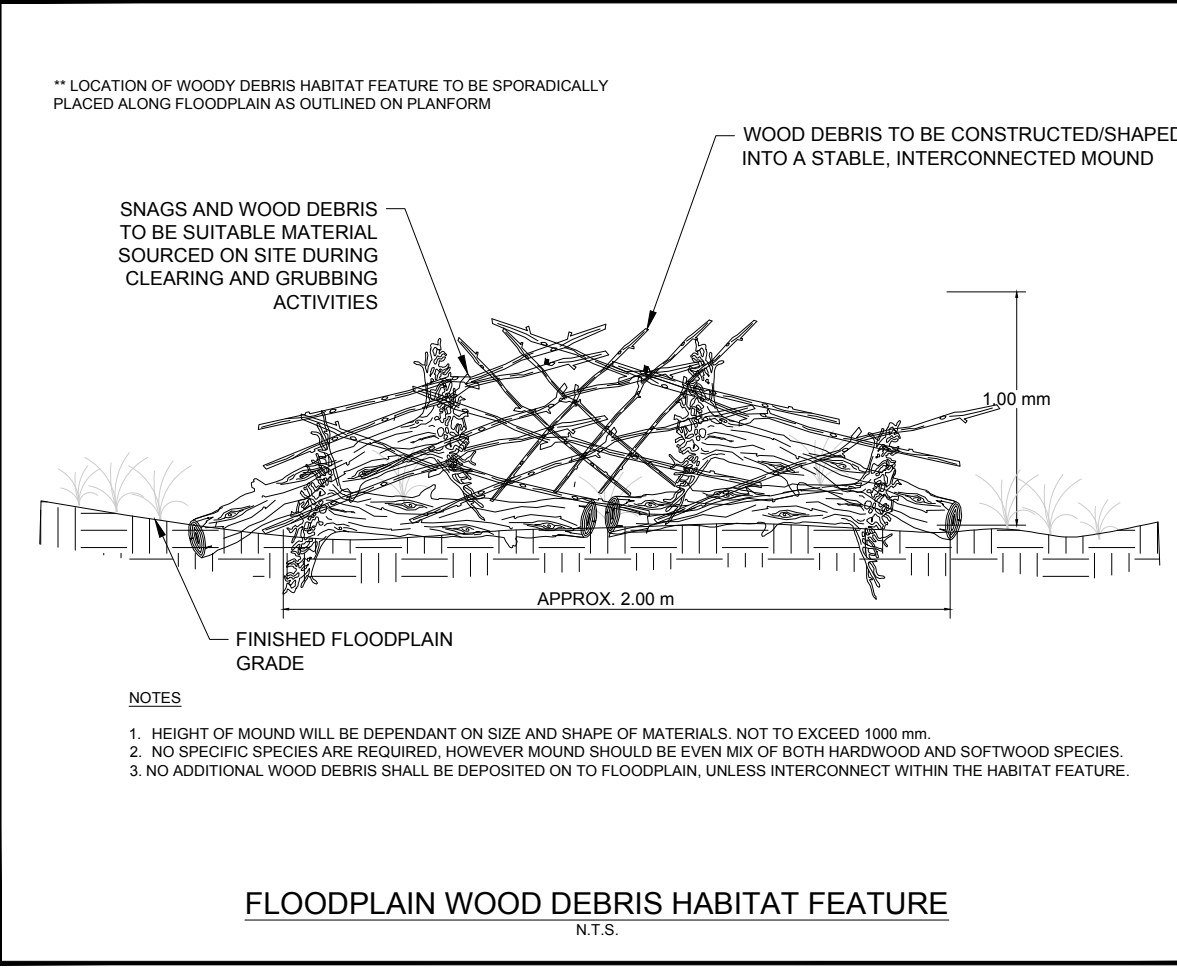 ** LOCATION OF WOODY DEBRIS HABITAT FEATURE TO BE SPORADICALLY
PLACED ALONG FLOODPLAIN AS OUTLINED ON PLANFORM
WOOD DEBRIS TO BE CONSTRUCTED/SHAPED
INTO A STABLE, INTERCONNECTED MOUND
SNAGS AND WOOD DEBRIS
TO BE SUITABLE MATERIAL
SOURCED ON SITE DURING
CLEARING AND GRUBBING
ACTIVITIES
1.00 mm
APPROX. 2.00 m
FINISHED FLOODPLAIN
GRADE
NOTES
1. HEIGHT OF MOUND WILL BE DEPENDANT ON SIZE AND SHAPE OF MATERIALS. NOT TO EXCEED 1000 mm.
2. NO SPECIFIC SPECIES ARE REQUIRED, HOWEVER MOUND SHOULD BE EVEN MIX OF BOTH HARDWOOD AND SOFTWOOD SPECIES.
3. NO ADDITIONAL WOOD DEBRIS SHALL BE DEPOSITED ON TO FLOODPLAIN, UNLESS INTERCONNECT WITHIN THE HABITAT FEATURE.
FLOODPLAIN WOOD DEBRIS HABITAT FEATURE
N.T.S.